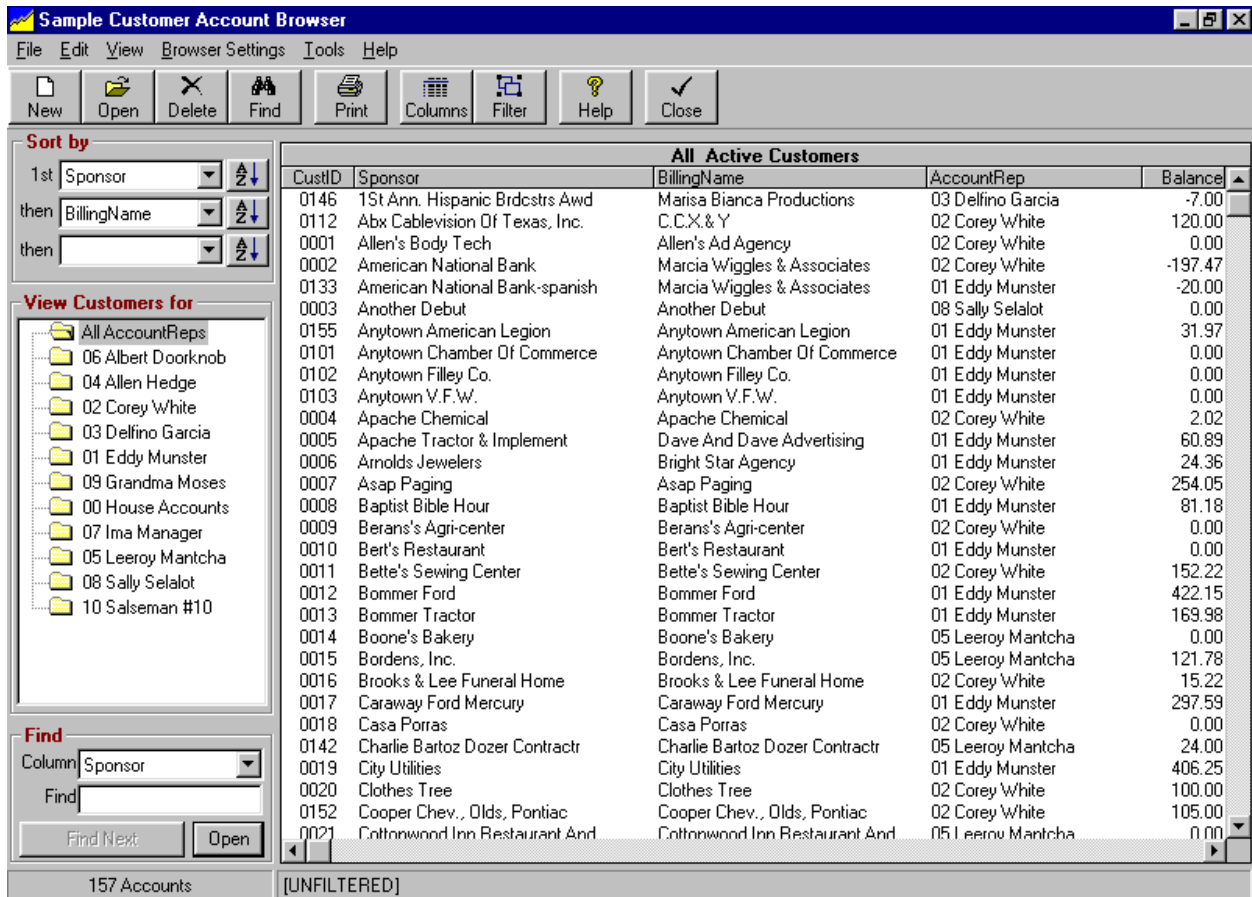 Sample Customer Account Browser
File Edit View Browser Settings Tools Help
New Open Delete Find Print Columns Filter Help Close
Sort by
1st Sponsor
then BillingName
then
View Customers for
All AccountReps
06 Albert Doorknob
04 Allen Hedge
02 Corey White
03 Delfino Garcia
01 Eddy Munster
09 Grandma Moses
00 House Accounts
07 Ima Manager
05 Leeroy Mantcha
08 Sally Selalot
10 Salseman #10
Find
Column Sponsor
Find
Find Next Open
All Active Customers
CustID Sponsor BillingName AccountRep Balance
0146 1St Ann. Hispanic Brdcstrs Awd Marisa Bianca Productions 03 Delfino Garcia -7.00
0112 Abx Cablevision Of Texas, Inc. C.C.X.& Y 02 Corey White 120.00
0001 Allen's Body Tech Allen's Ad Agency 02 Corey White 0.00
0002 American National Bank Marcia Wiggles & Associates 02 Corey White -197.47
0133 American National Bank-spanish Marcia Wiggles & Associates 01 Eddy Munster -20.00
0003 Another Debut Another Debut 08 Sally Selalot 0.00
0155 Anytown American Legion Anytown American Legion 01 Eddy Munster 31.97
0101 Anytown Chamber Of Commerce Anytown Chamber Of Commerce 01 Eddy Munster 0.00
0102 Anytown Filley Co. Anytown Filley Co. 01 Eddy Munster 0.00
0103 Anytown V.F.W. Anytown V.F.W. 01 Eddy Munster 0.00
0004 Apache Chemical Apache Chemical 02 Corey White 2.02
0005 Apache Tractor & Implement Dave And Dave Advertising 01 Eddy Munster 60.89
0006 Arnolds Jewelers Bright Star Agency 01 Eddy Munster 24.36
0007 Asap Paging Asap Paging 02 Corey White 254.05
0008 Baptist Bible Hour Baptist Bible Hour 01 Eddy Munster 81.18
0009 Berans's Agri-center Berans's Agri-center 02 Corey White 0.00
0010 Bert's Restaurant Bert's Restaurant 01 Eddy Munster 0.00
0011 Bette's Sewing Center Bette's Sewing Center 02 Corey White 152.22
0012 Bommer Ford Bommer Ford 01 Eddy Munster 422.15
0013 Bommer Tractor Bommer Tractor 01 Eddy Munster 169.98
0014 Boone's Bakery Boone's Bakery 05 Leeroy Mantcha 0.00
0015 Bordens, Inc. Bordens, Inc. 05 Leeroy Mantcha 121.78
0016 Brooks & Lee Funeral Home Brooks & Lee Funeral Home 02 Corey White 15.22
0017 Caraway Ford Mercury Caraway Ford Mercury 01 Eddy Munster 297.59
0018 Casa Porras Casa Porras 02 Corey White 0.00
0142 Charlie Bartoz Dozer Contractr Charlie Bartoz Dozer Contractr 05 Leeroy Mantcha 24.00
0019 City Utilities City Utilities 01 Eddy Munster 406.25
0020 Clothes Tree Clothes Tree 02 Corey White 100.00
0152 Cooper Chev., Olds, Pontiac Cooper Chev., Olds, Pontiac 02 Corey White 105.00
0021 Cottonwood Inn Restaurant And Cottonwood Inn Restaurant And 05 Leeroy Mantcha 0.00
157 Accounts [UNFILTERED]